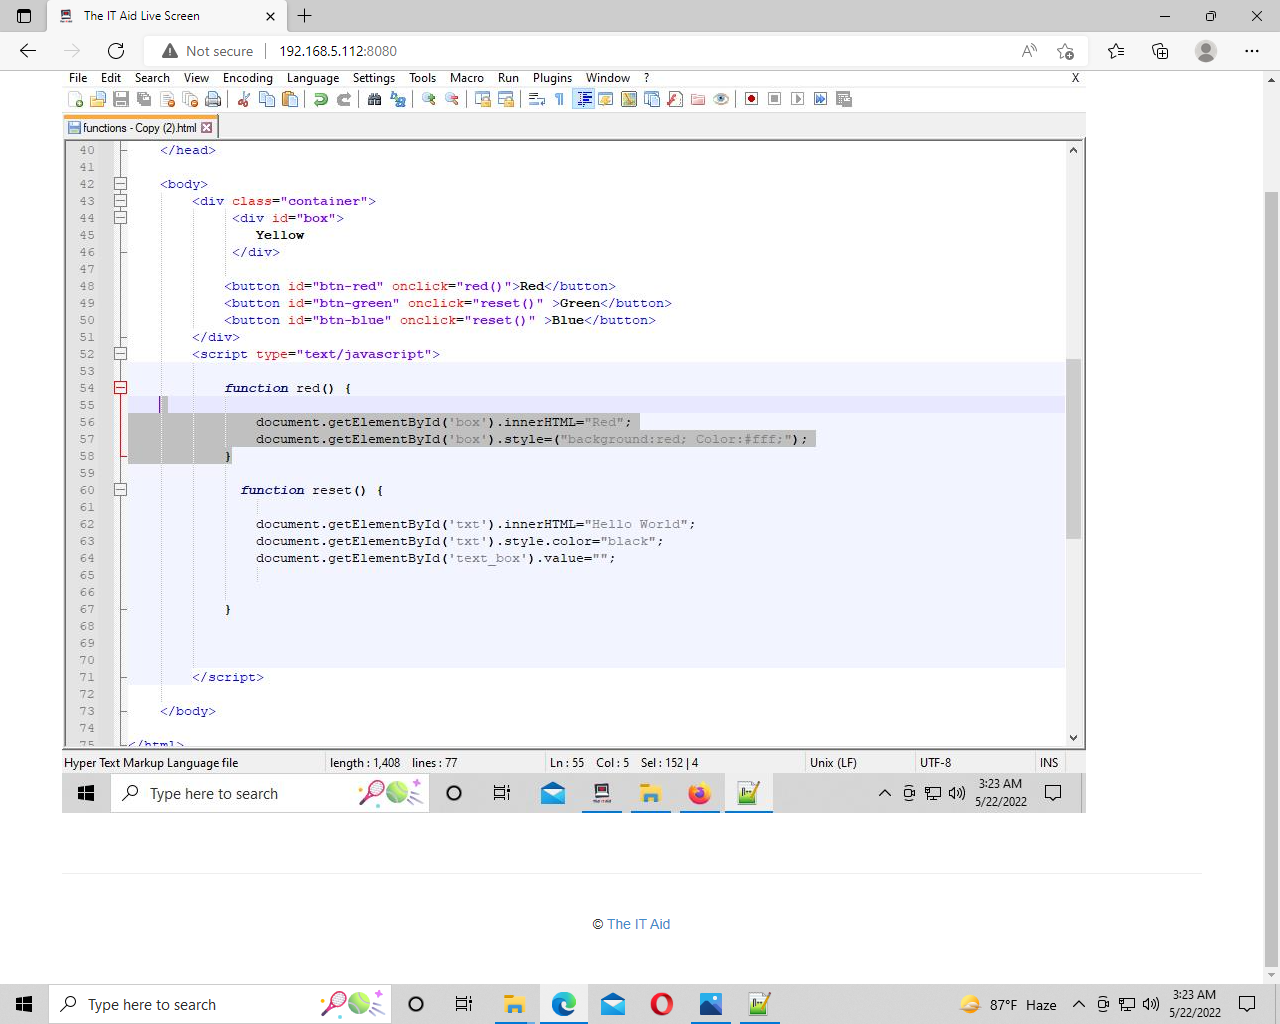 The IT Aid Live Screen
Not secure 192.168.5.112:8080
File Edit Search View Encoding Language Settings Tools Macro Run Plugins Window ? X
functions - Copy (2).html
40 </head>
41
42 <body>
43 <div class="container">
44 <div id="box">
45 Yellow
46 </div>
47
48 <button id="btn-red" onclick="red()">Red</button>
49 <button id="btn-green" onclick="reset()" >Green</button>
50 <button id="btn-blue" onclick="reset()" >Blue</button>
51 </div>
52 <script type="text/javascript">
53
54 function red() {
55
56 document.getElementById('box').innerHTML="Red";
57 document.getElementById('box').style=("background:red; Color:#fff;");
58 }
59
60 function reset() {
61
62 document.getElementById('txt').innerHTML="Hello World";
63 document.getElementById('txt').style.color="black";
64 document.getElementById('text_box').value="";
65
66
67 }
68
69
70
71 </script>
72
73 </body>
74
75 </html>
Hyper Text Markup Language file length : 1,408 lines : 77 Ln : 55 Col : 5 Sel : 152 | 4 Unix (LF) UTF-8 INS
Type here to search 3:23 AM
5/22/2022
© The IT Aid
Type here to search 87°F Haze 3:23 AM
5/22/2022